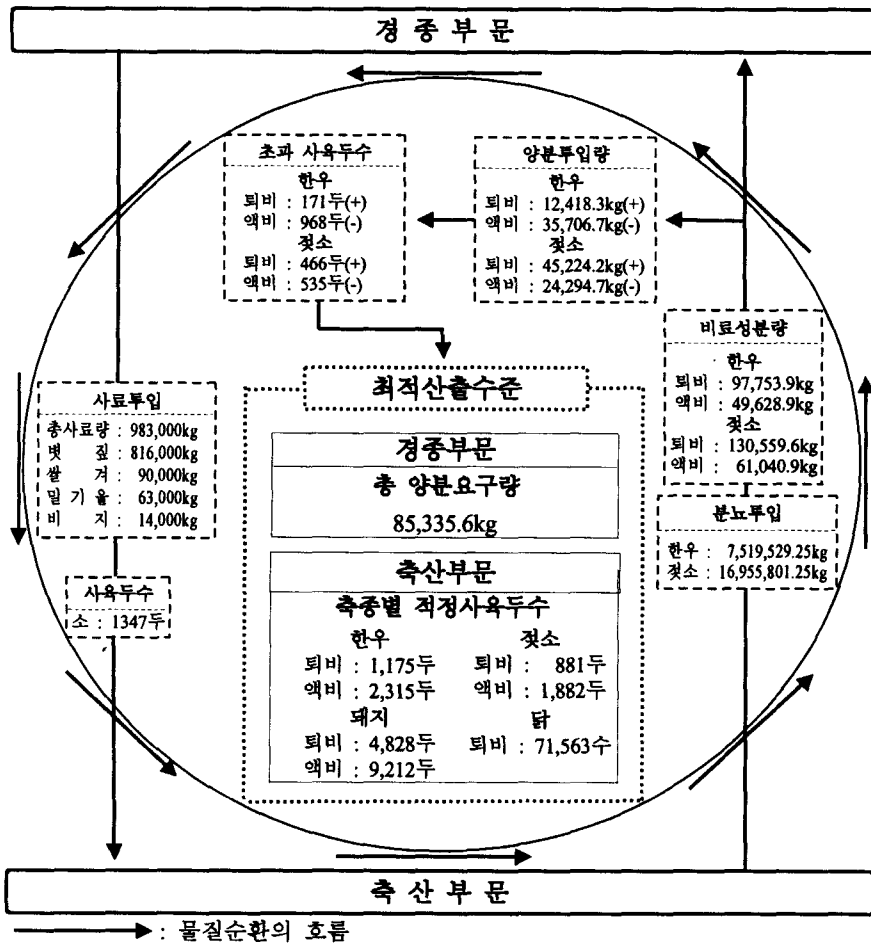 경 종 부 문
초과 사육두수
한우
퇴비 : 171두(+)
액비 : 968두(-)
젖소
퇴비 : 466두(+)
액비 : 535두(-)
양분투입량
한우
퇴비 : 12,418.3kg(+)
액비 : 35,706.7kg(-)
젖소
퇴비 : 45,224.2kg(+)
액비 : 24,294.7kg(-)
비료성분량
한우
퇴비 : 97,753.9kg
액비 : 49,628.9kg
젖소
퇴비 : 130,559.6kg
액비 : 61,040.9kg
분뇨투입
한우 : 7,519,529.25kg
젖소 : 16,955,801.25kg
사료투입
총사료량 : 983,000kg
볏 짚 : 816,000kg
쌀 겨 : 90,000kg
밀 기 울 : 63,000kg
비 지 : 14,000kg
사육두수
소 : 1347두
최적산출수준
경종부문
총 양분요구량
85,335.6kg
축산부문
축종별 적정사육두수
한우 젖소
퇴비 : 1,175두 퇴비 : 881두
액비 : 2,315두 액비 : 1,882두
돼지 닭
퇴비 : 4,828두 퇴비 : 71,563수
액비 : 9,212두
축 산 부 문
: 물질순환의 흐름